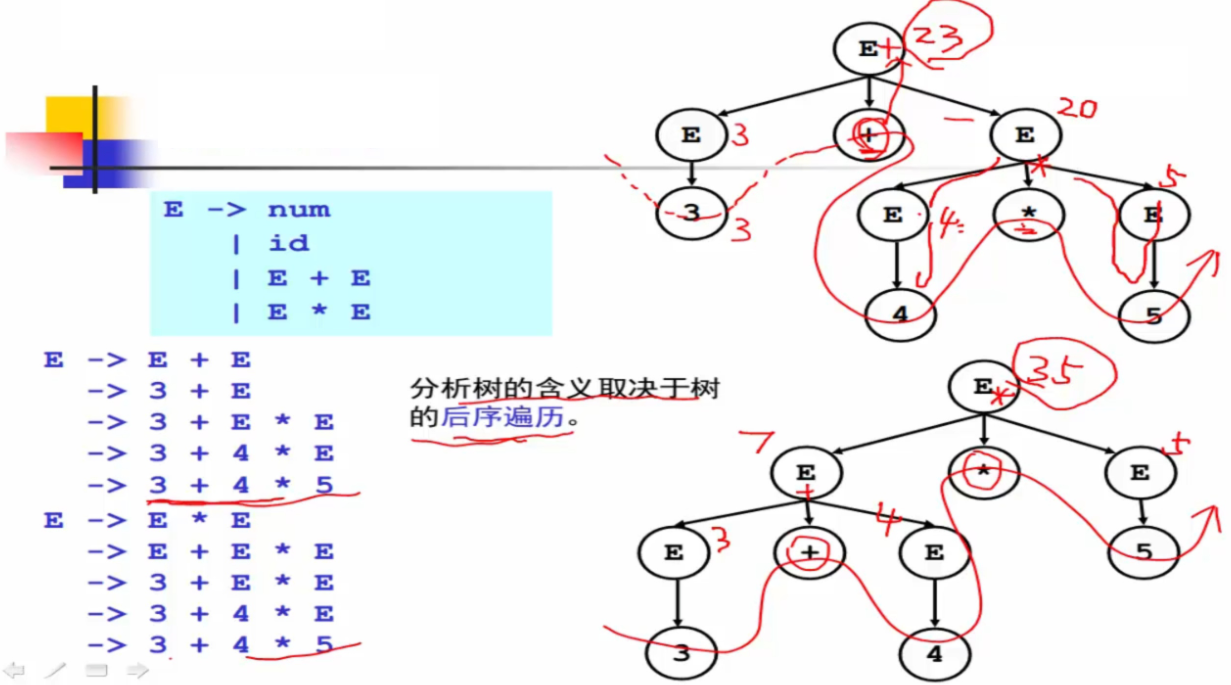 E -> num
| id
| E + E
| E * E
E -> E + E
-> 3 + E
-> 3 + E * E
-> 3 + 4 * E
-> 3 + 4 * 5
E -> E * E
-> E + E * E
-> 3 + E * E
-> 3 + 4 * E
-> 3 + 4 * 5
分析树的含义取决于树
的后序遍历。
E + 23
E 3 + E 20
*
3 3 E 4 * E 5
4 5
E * 35
7 E * E 5
+
E 3 + 4 E 5
3 4